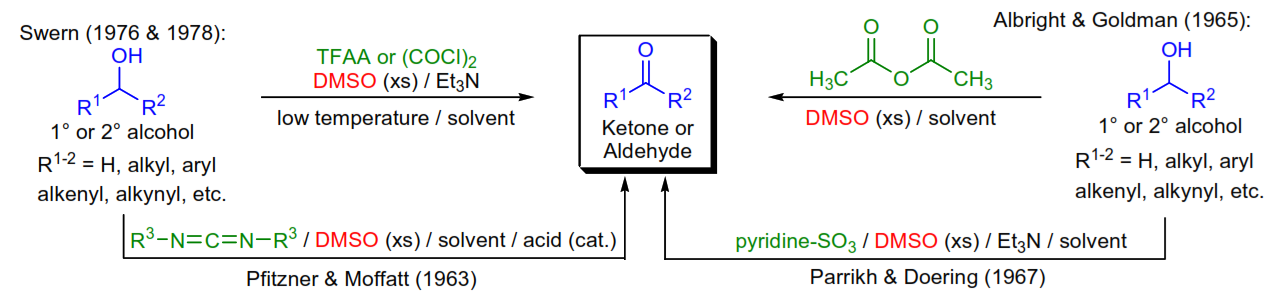 Swern (1976 & 1978):
OH
R1 R2
1° or 2° alcohol
R1-2 = H, alkyl, aryl
alkenyl, alkynyl, etc.
TFAA or (COCl)2
DMSO (xs) / Et3N
low temperature / solvent
O
R1 R2
Ketone or
Aldehyde
O O
H3C O CH3
DMSO (xs) / solvent
Albright & Goldman (1965):
OH
R1 R2
1° or 2° alcohol
R1-2 = H, alkyl, aryl
alkenyl, alkynyl, etc.
R3–N=C=N–R3 / DMSO (xs) / solvent / acid (cat.)
Pfitzner & Moffatt (1963)
pyridine-SO3 / DMSO (xs) / Et3N / solvent
Parrikh & Doering (1967)